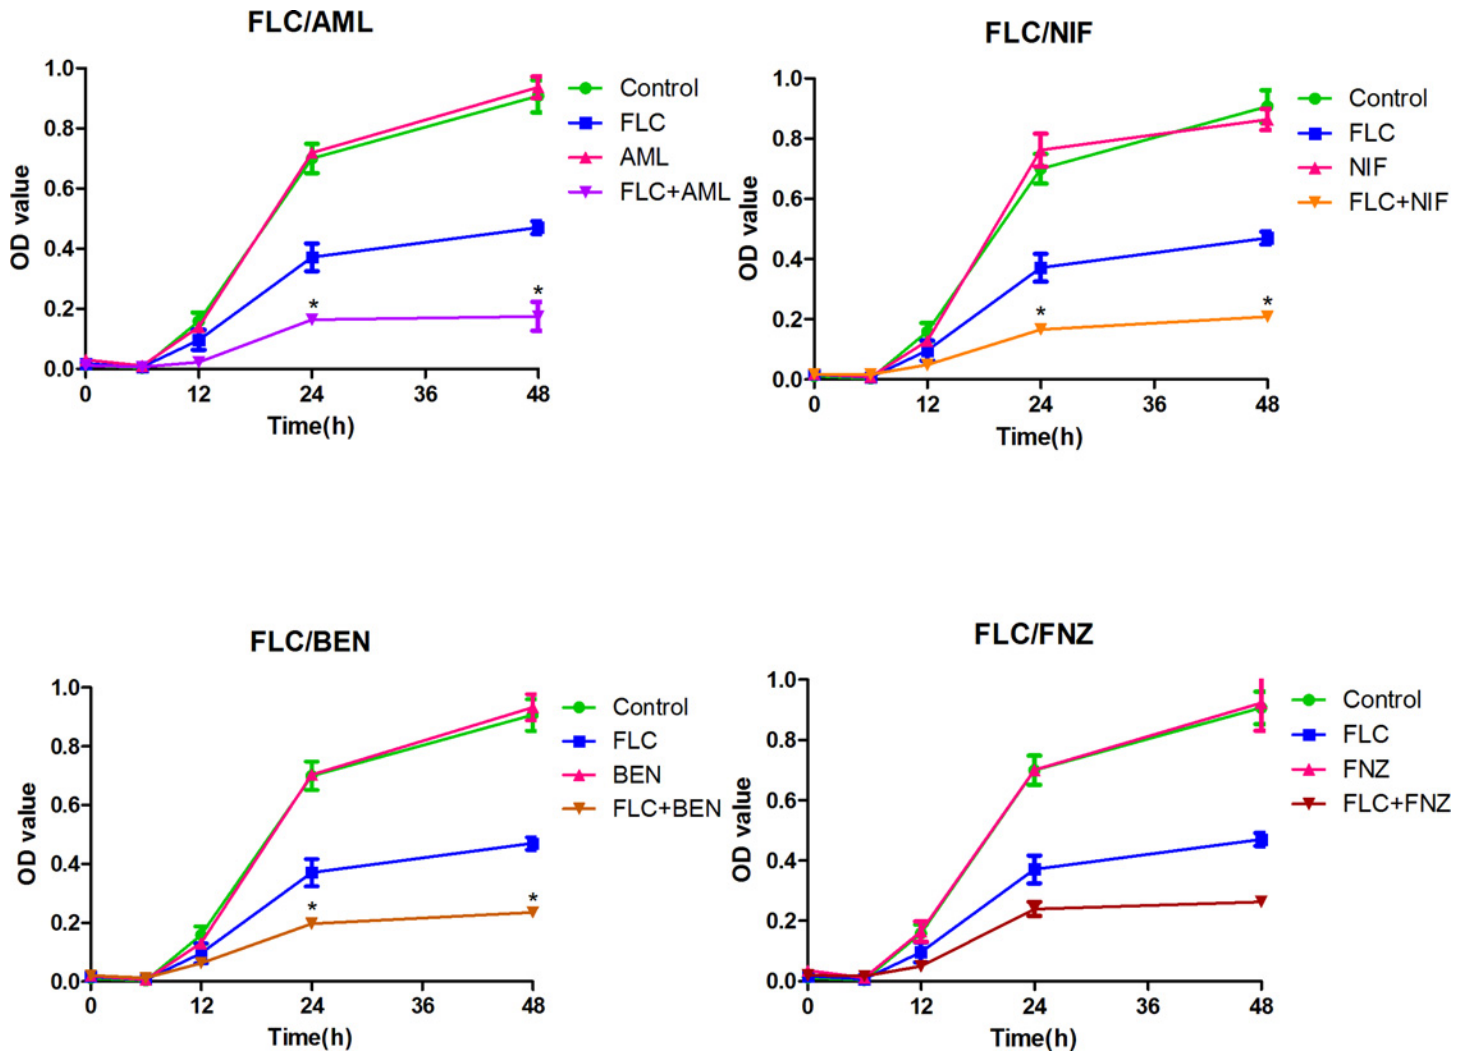 FLC/AML
1.0
0.8
0.6
0.4
0.2
0.0
OD value
0
12
24
36
48
Time(h)
*
*
Control
FLC
AML
FLC+AML
FLC/NIF
1.0
0.8
0.6
0.4
0.2
0.0
OD value
0
12
24
36
48
Time(h)
*
*
Control
FLC
NIF
FLC+NIF
FLC/BEN
1.0
0.8
0.6
0.4
0.2
0.0
OD value
0
12
24
36
48
Time(h)
*
*
Control
FLC
BEN
FLC+BEN
FLC/FNZ
1.0
0.8
0.6
0.4
0.2
0.0
OD value
0
12
24
36
48
Time(h)
Control
FLC
FNZ
FLC+FNZ